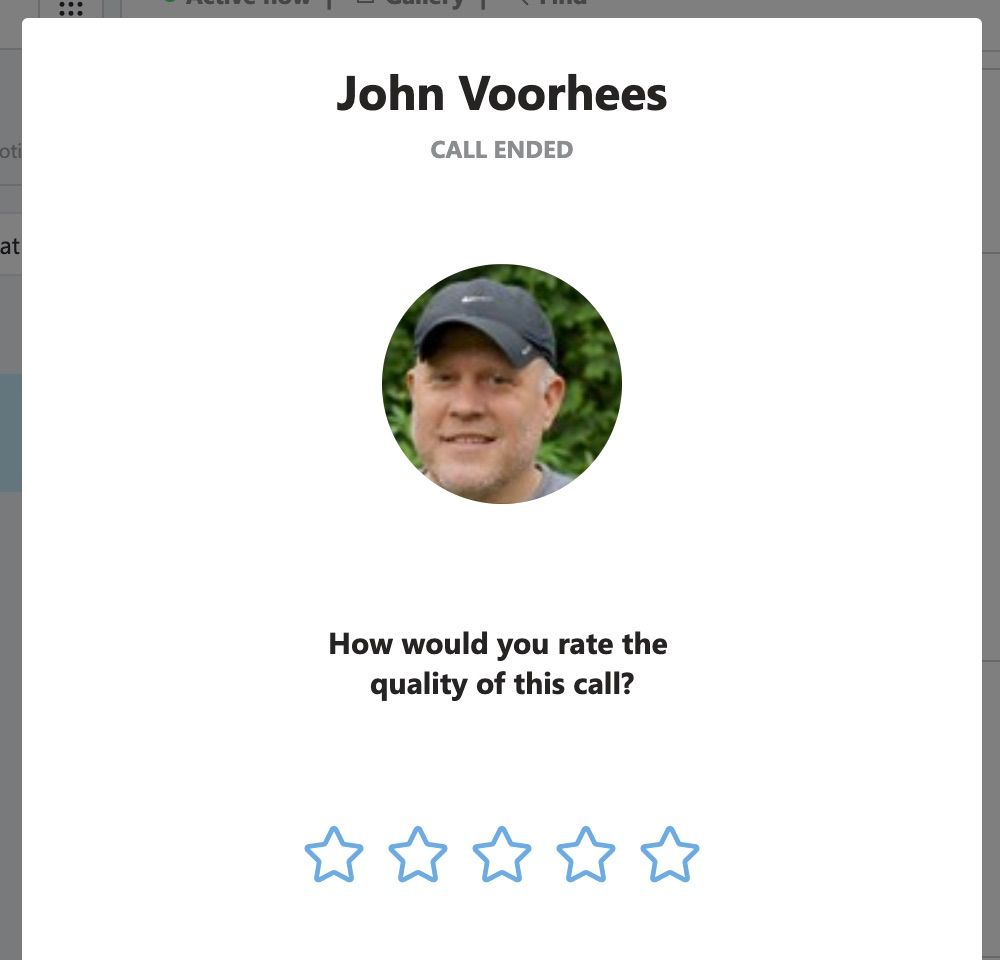 Active now | Gallery | Find
John Voorhees
CALL ENDED
oti
at
How would you rate the
quality of this call?